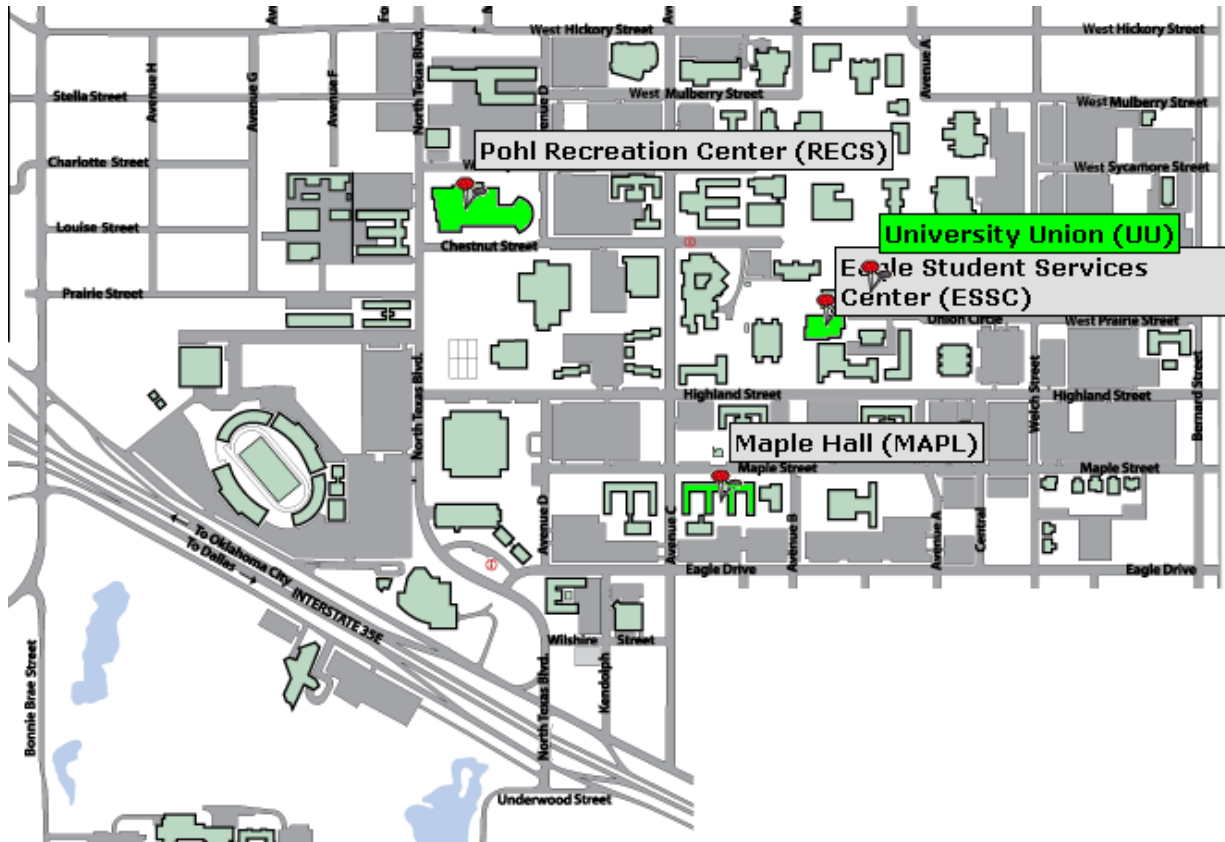 West Hickory Street
West Hickory Street
Avenue H
Avenue G
Avenue F
North Texas Blvd.
Avenue D
Avenue A
Stella Street
West Mulberry Street
West Mulberry Street
Pohl Recreation Center (RECS)
Charlotte Street
West Sycamore Street
Louise Street
Chestnut Street
University Union (UU)
Eagle Student Services
Center (ESSC)
Prairie Street
Union Circle
West Prairie Street
North Texas Blvd.
Highland Street
Highland Street
Welch Street
Bernard Street
Maple Hall (MAPL)
Maple Street
Maple Street
Avenue D
Avenue C
Avenue B
Avenue A
Central
To Oklahoma City
To Dallas
INTERSTATE 35E
Eagle Drive
Eagle Drive
Wilshire Street
Kendolph
North Texas Blvd.
Bonnie Brae Street
Underwood Street